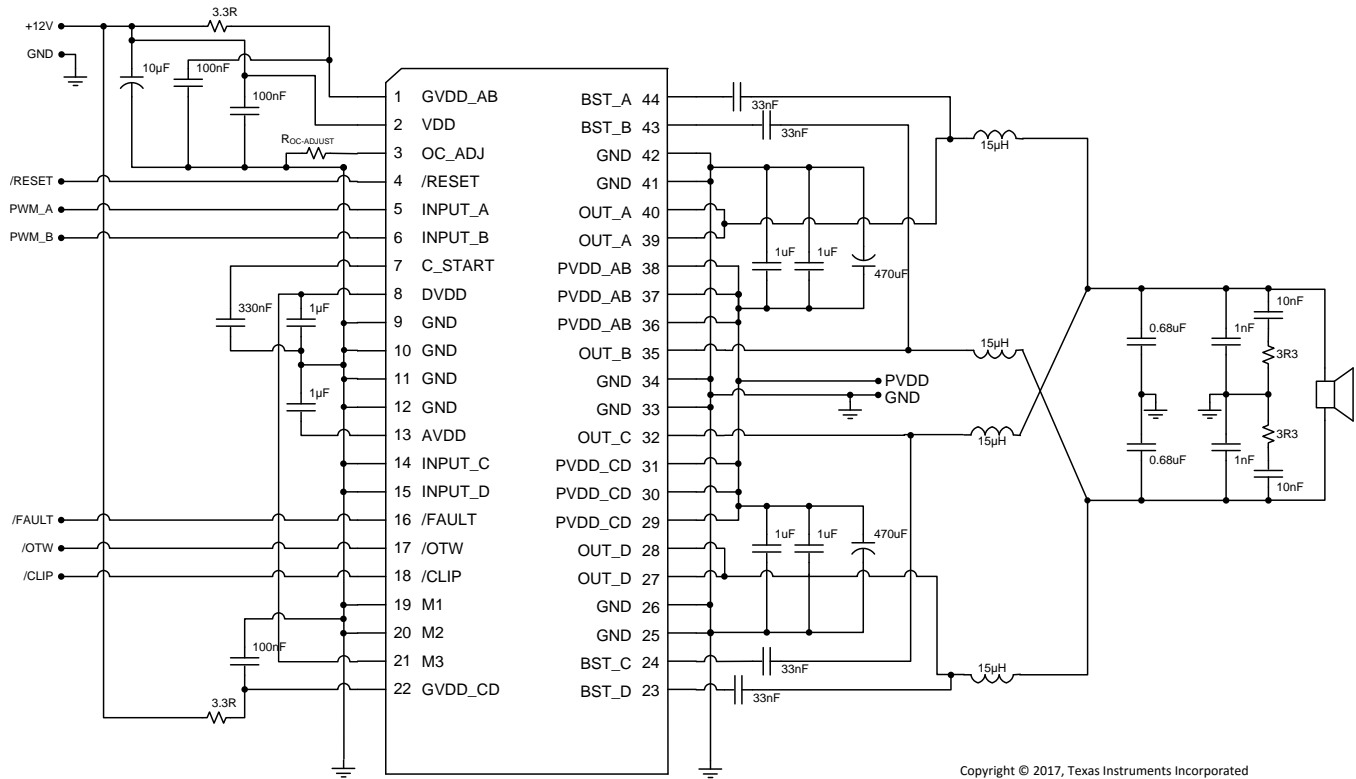 +12V
3.3R
GND
10µF
100nF
100nF
R_OC-ADJUST
/RESET
PWM_A
PWM_B
330nF
1µF
1µF
/FAULT
/OTW
/CLIP
100nF
3.3R
1 GVDD_AB
2 VDD
3 OC_ADJ
4 /RESET
5 INPUT_A
6 INPUT_B
7 C_START
8 DVDD
9 GND
10 GND
11 GND
12 GND
13 AVDD
14 INPUT_C
15 INPUT_D
16 /FAULT
17 /OTW
18 /CLIP
19 M1
20 M2
21 M3
22 GVDD_CD
BST_A 44
BST_B 43
GND 42
GND 41
OUT_A 40
OUT_A 39
PVDD_AB 38
PVDD_AB 37
PVDD_AB 36
OUT_B 35
GND 34
GND 33
OUT_C 32
PVDD_CD 31
PVDD_CD 30
PVDD_CD 29
OUT_D 28
OUT_D 27
GND 26
GND 25
BST_C 24
BST_D 23
33nF
33nF
15µH
1uF
1uF
470uF
15µH
PVDD
GND
15µH
1uF
1uF
470uF
33nF
33nF
15µH
0.68uF
1nF
10nF
3R3
0.68uF
1nF
3R3
10nF
Copyright © 2017, Texas Instruments Incorporated